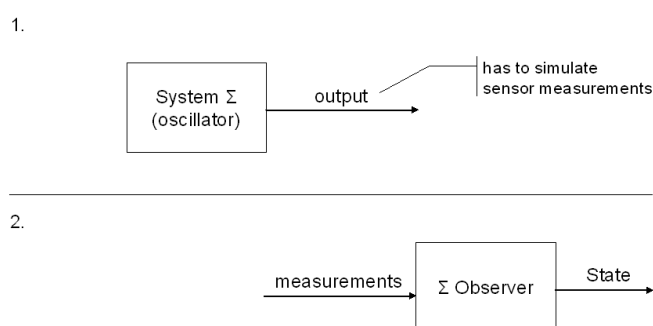 1.
System Σ
(oscillator)
output
has to simulate
sensor measurements
2.
measurements
Σ Observer
State